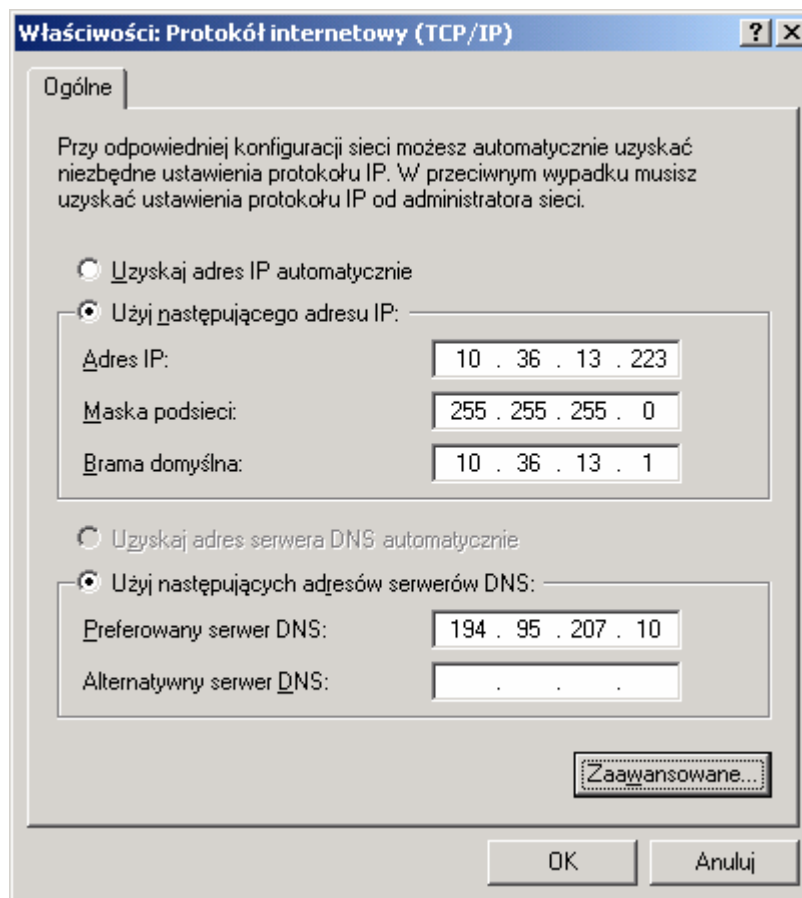 Właściwości: Protokół internetowy (TCP/IP)
Ogólne
Przy odpowiedniej konfiguracji sieci możesz automatycznie uzyskać
niezbędne ustawienia protokołu IP. W przeciwnym wypadku musisz
uzyskać ustawienia protokołu IP od administratora sieci.
Uzyskaj adres IP automatycznie
Użyj następującego adresu IP:
Adres IP: 10 . 36 . 13 . 223
Maska podsieci: 255 . 255 . 255 . 0
Brama domyślna: 10 . 36 . 13 . 1
Uzyskaj adres serwera DNS automatycznie
Użyj następujących adresów serwerów DNS:
Preferowany serwer DNS: 194 . 95 . 207 . 10
Alternatywny serwer DNS: . . .
Zaawansowane...
OK Anuluj